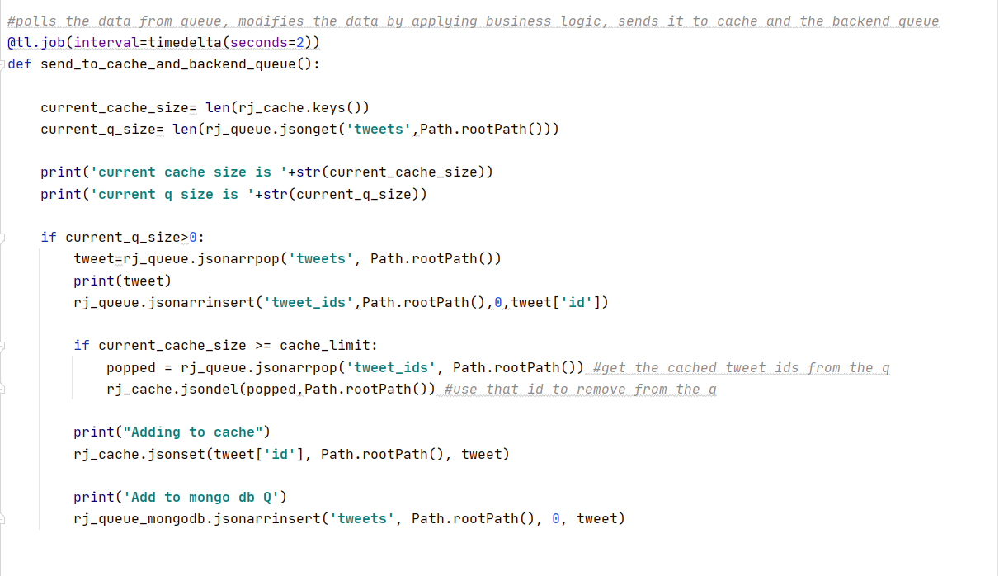 #polls the data from queue, modifies the data by applying business logic, sends it to cache and the backend queue
@tl.job(interval=timedelta(seconds=2))
def send_to_cache_and_backend_queue():
current_cache_size= len(rj_cache.keys())
current_q_size= len(rj_queue.jsonget('tweets',Path.rootPath()))
print('current cache size is '+str(current_cache_size))
print('current q size is '+str(current_q_size))
if current_q_size>0:
tweet=rj_queue.jsonarrpop('tweets', Path.rootPath())
print(tweet)
rj_queue.jsonarrinsert('tweet_ids',Path.rootPath(),0,tweet['id'])
if current_cache_size >= cache_limit:
popped = rj_queue.jsonarrpop('tweet_ids', Path.rootPath()) #get the cached tweet ids from the q
rj_cache.jsondel(popped,Path.rootPath()) #use that id to remove from the q
print("Adding to cache")
rj_cache.jsonset(tweet['id'], Path.rootPath(), tweet)
print('Add to mongo db Q')
rj_queue_mongodb.jsonarrinsert('tweets', Path.rootPath(), 0, tweet)